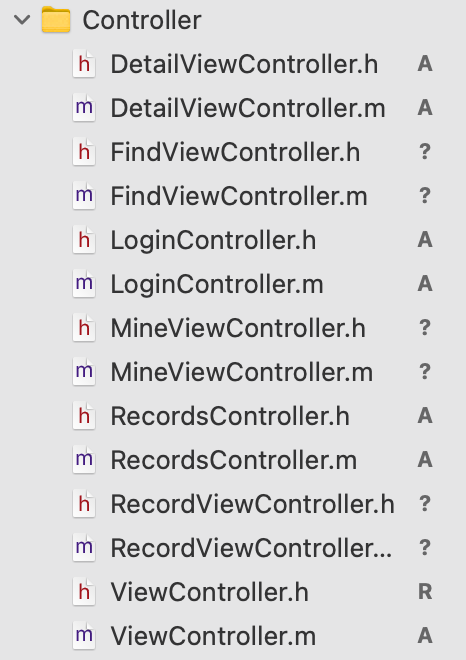 Controller
h DetailViewController.h A
m DetailViewController.m A
h FindViewController.h ?
m FindViewController.m ?
h LoginController.h A
m LoginController.m A
h MineViewController.h ?
m MineViewController.m ?
h RecordsController.h A
m RecordsController.m A
h RecordViewController.h ?
m RecordViewController... ?
h ViewController.h R
m ViewController.m A